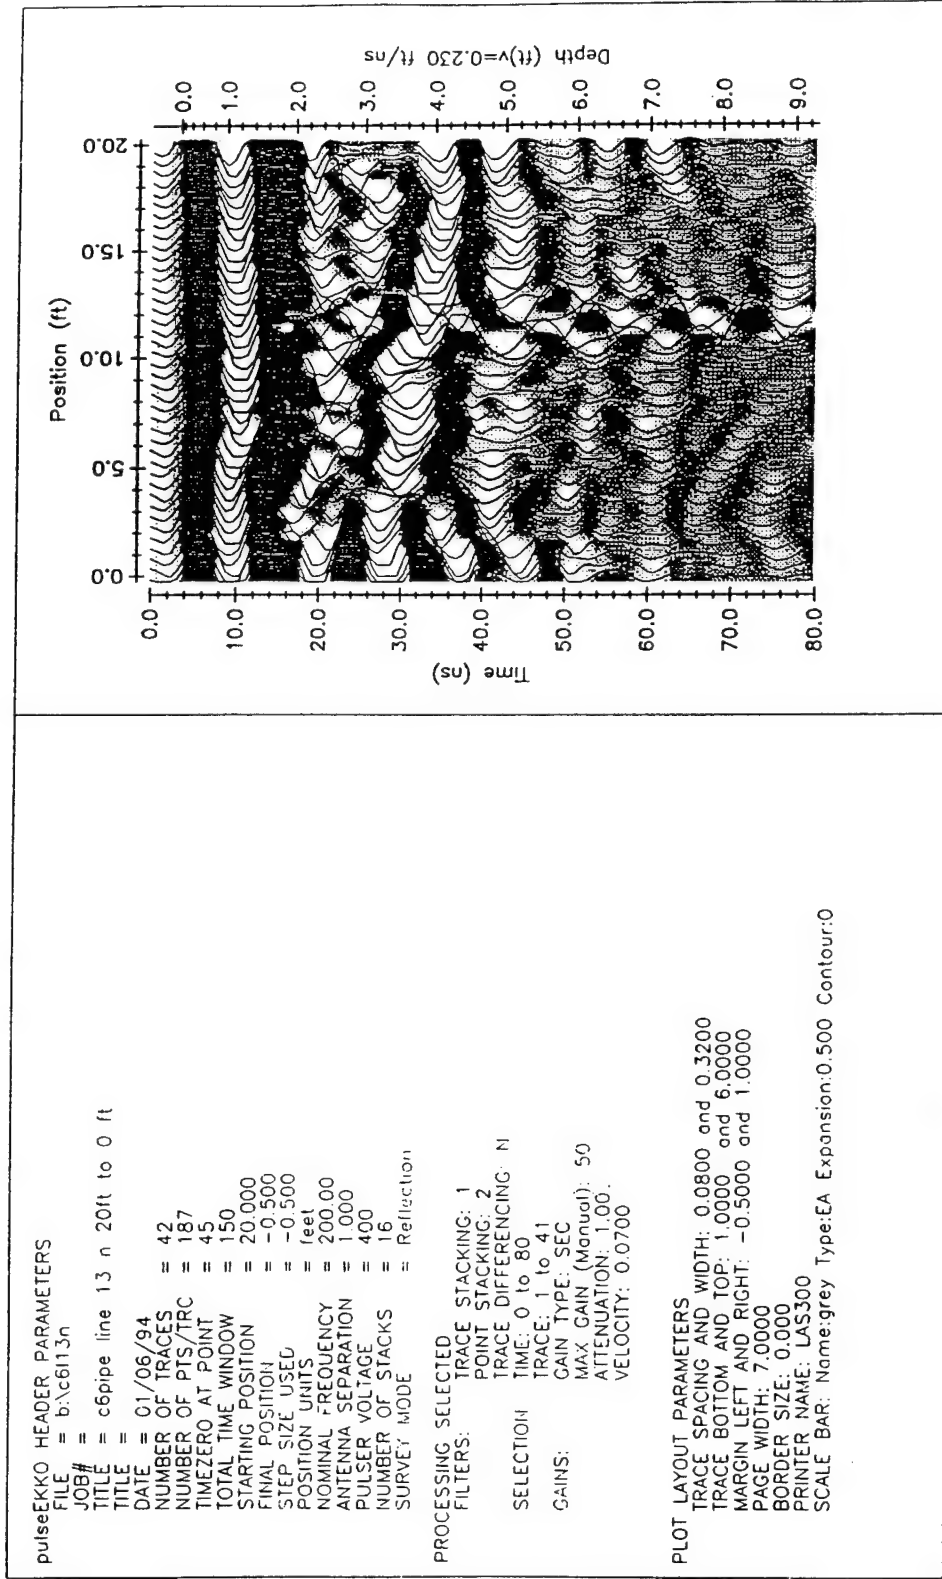 pulseEKKO HEADER PARAMETERS
FILE = b:\c6l13n
JOB# =
TITLE = c6pipe line 13 n 20ft to 0 ft
TITLE =
DATE = 01/06/94
NUMBER OF TRACES = 42
NUMBER OF PTS/TRC = 187
TIMEZERO AT POINT = 45
TOTAL TIME WINDOW = 150
STARTING POSITION = 20.000
FINAL POSITION = -0.500
STEP SIZE USED = -0.500
POSITION UNITS = feet
NOMINAL FREQUENCY = 200.00
ANTENNA SEPARATION = 1.000
PULSER VOLTAGE = 400
NUMBER OF STACKS = 16
SURVEY MODE = Reflection
PROCESSING SELECTED
FILTERS: TRACE STACKING: 1
POINT STACKING: 2
TRACE DIFFERENCING: N
SELECTION TIME: 0 to 80
TRACE: 1 to 41
GAINS: GAIN TYPE: SEC
MAX GAIN (Manual): 50
ATTENUATION: 1.00
VELOCITY: 0.0700
PLOT LAYOUT PARAMETERS
TRACE SPACING AND WIDTH: 0.0800 and 0.3200
TRACE BOTTOM AND TOP: 1.0000 and 6.0000
MARGIN LEFT AND RIGHT: -0.5000 and 1.0000
PAGE WIDTH: 7.0000
BORDER SIZE: 0.000
PRINTER NAME: LAS300
SCALE BAR: Name:grey Type:EA Expansion:0.500 Contour:0
Position (ft)
0.0 5.0 10.0 15.0 20.0
Time (ns)
0.0
10.0
20.0
30.0
40.0
50.0
60.0
70.0
80.0
Depth (ft)v=0.230 ft/ns
0.0
1.0
2.0
3.0
4.0
5.0
6.0
7.0
8.0
9.0